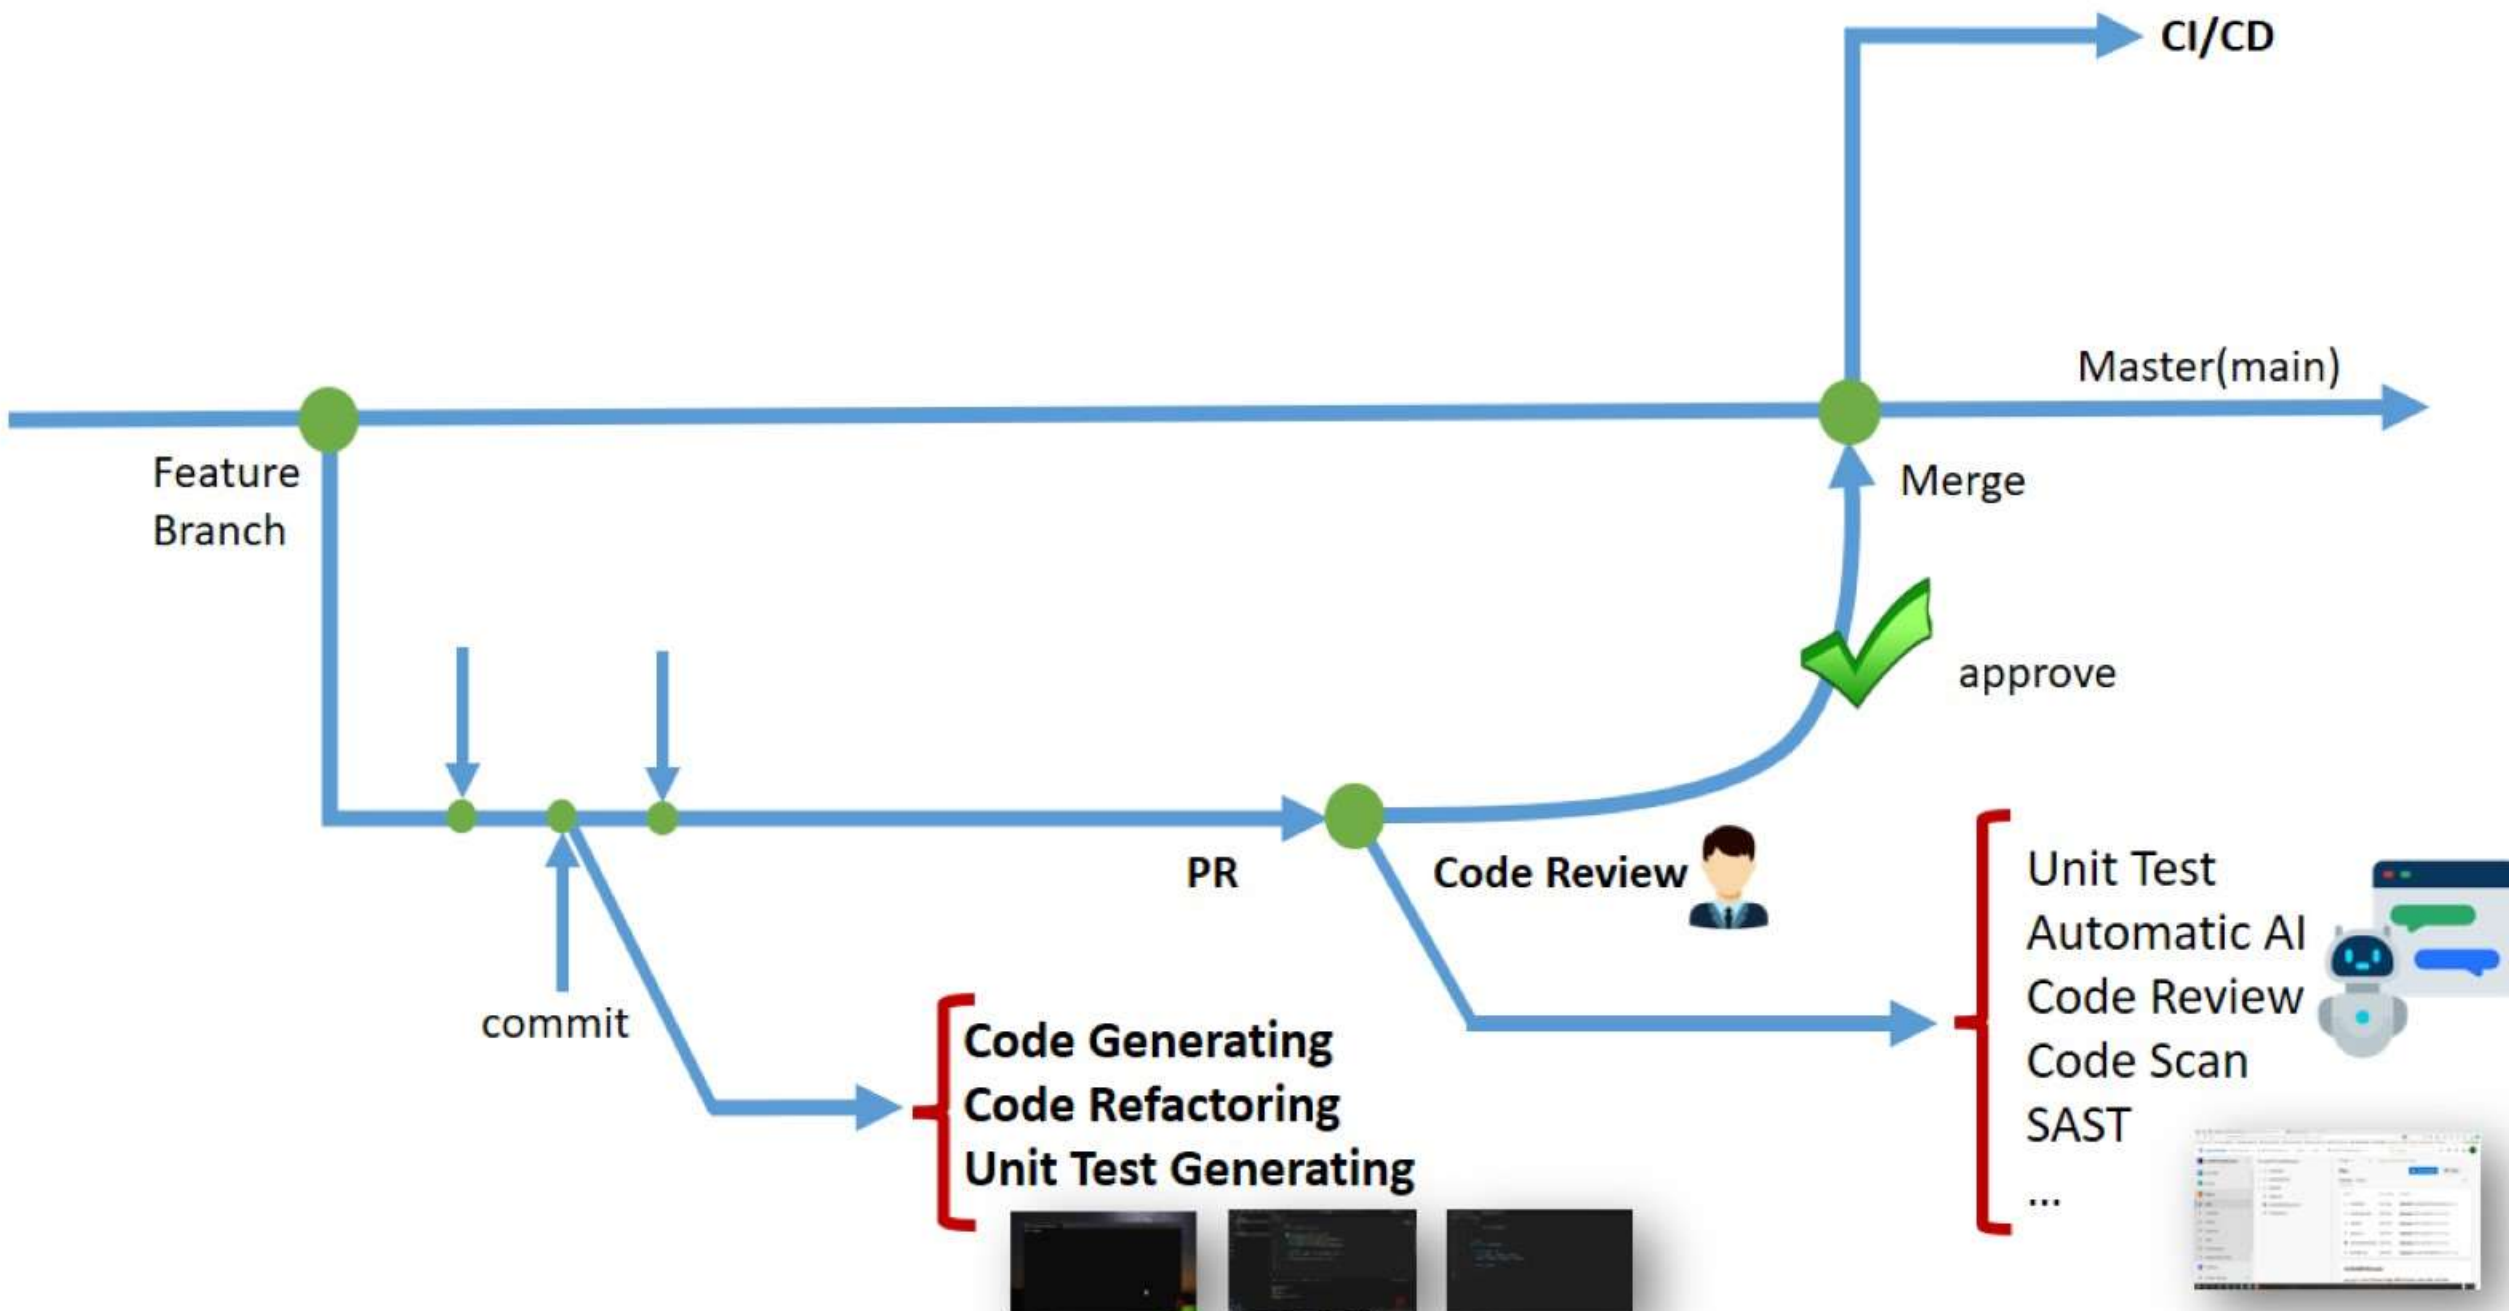 CI/CD
Master(main)
Feature
Branch
Merge
approve
PR
Code Review
commit
Code Generating
Code Refactoring
Unit Test Generating
Unit Test
Automatic AI
Code Review
Code Scan
SAST
...